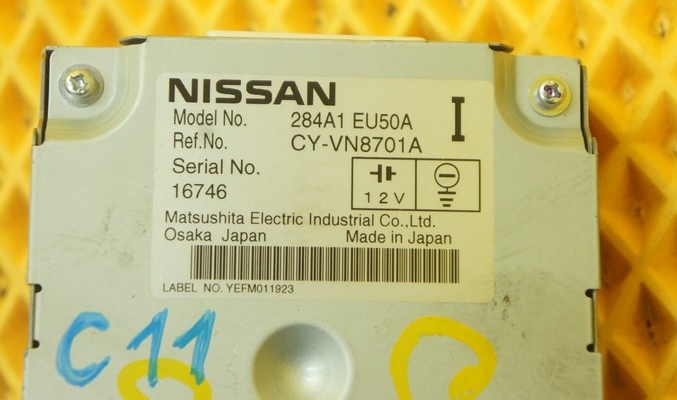 NISSAN
Model No. 284A1 EU50A I
Ref.No. CY-VN8701A
Serial No.
16746
12V
Matsushita Electric Industrial Co.,Ltd.
Osaka Japan Made in Japan
LABEL NO. YEFM011923
C11